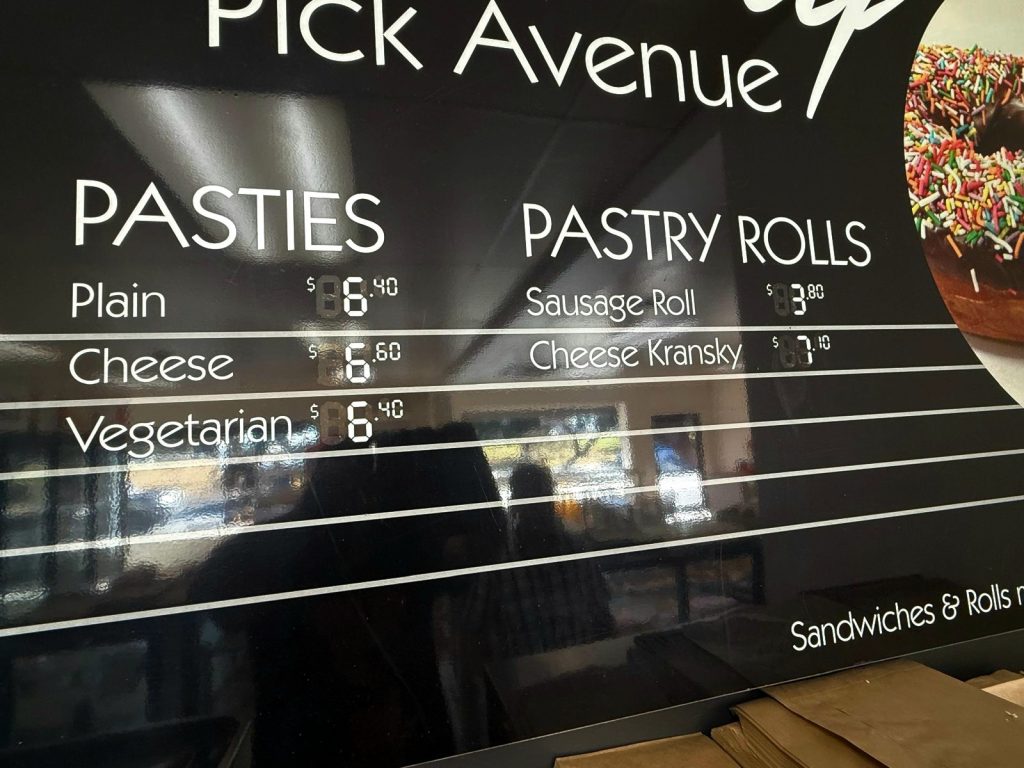 Pick Avenue
PASTIES
Plain $6.40
Cheese $6.60
Vegetarian $6.40
PASTRY ROLLS
Sausage Roll $3.80
Cheese Kransky $7.10
Sandwiches & Rolls